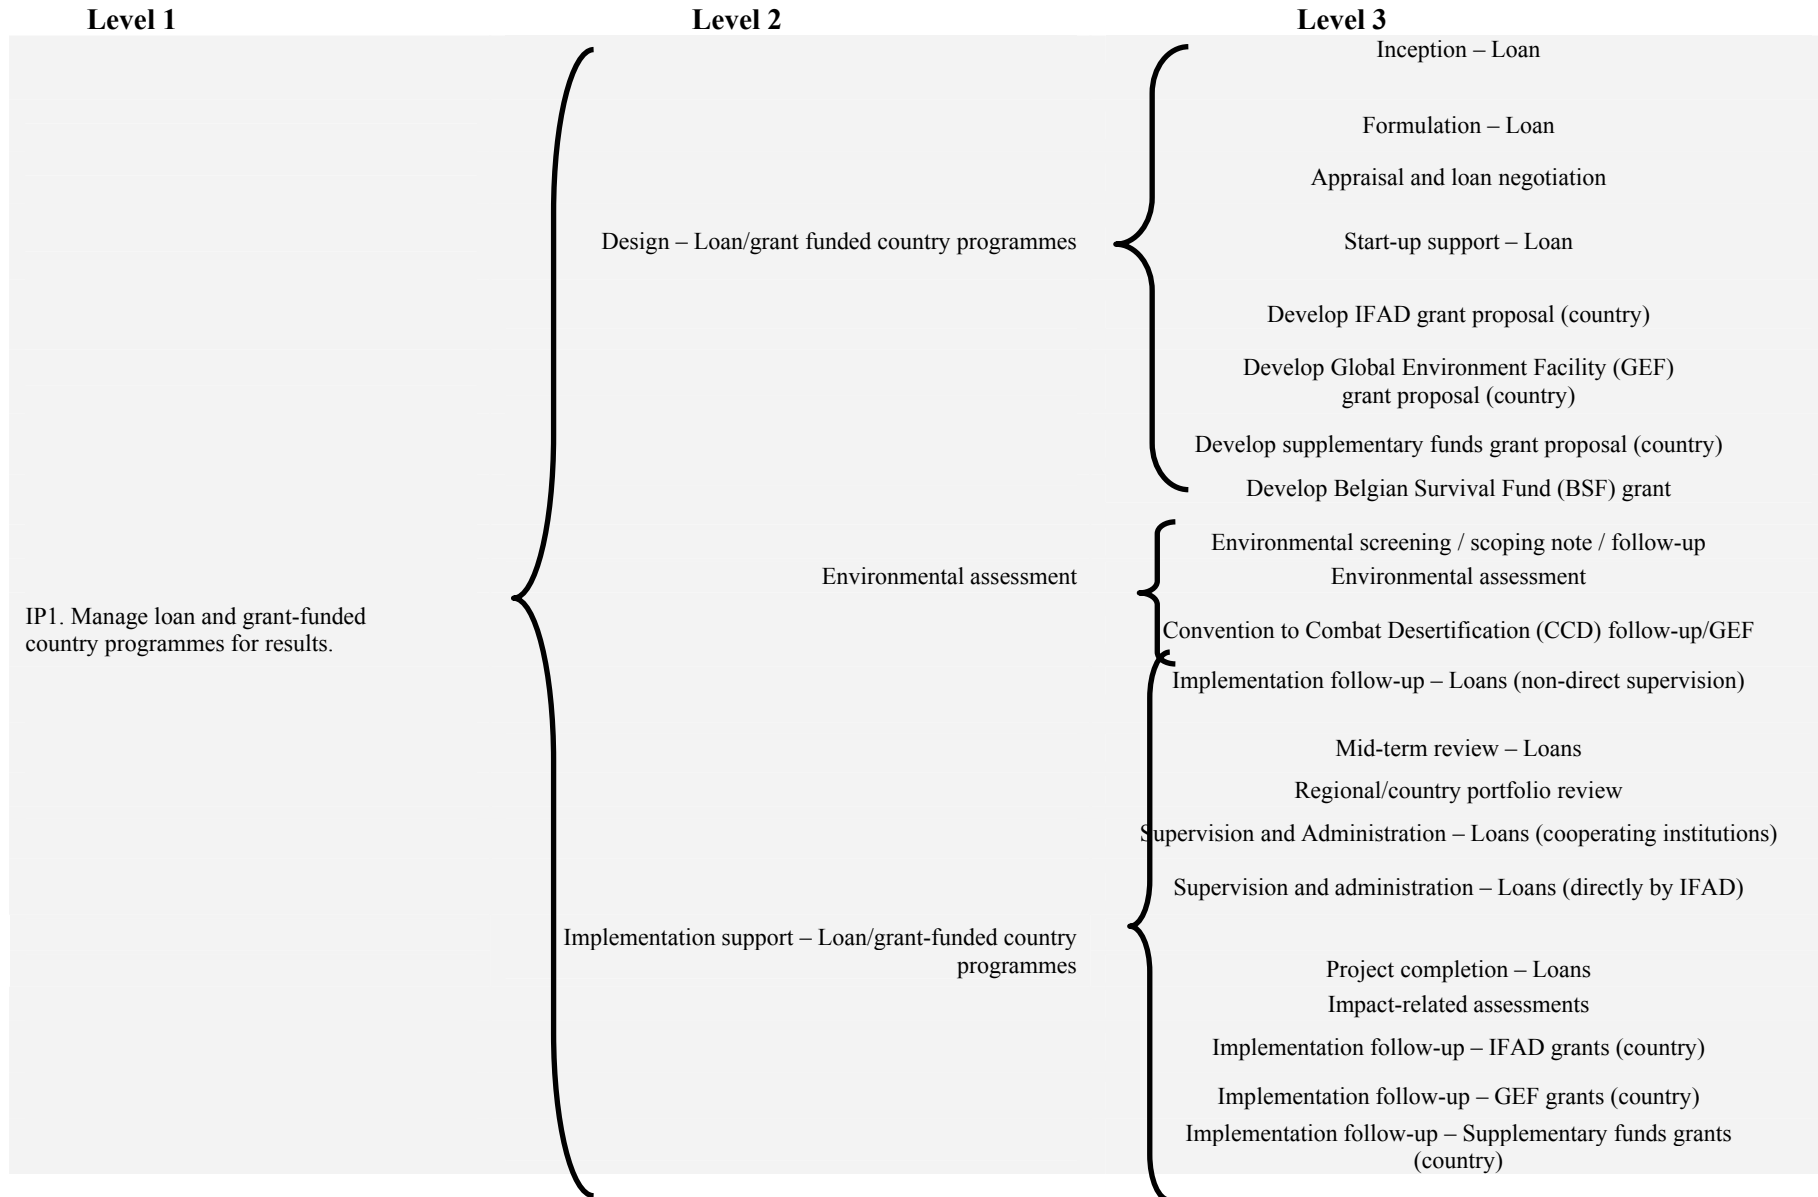 Level 1
Level 2
Level 3
Inception – Loan
Formulation – Loan
Appraisal and loan negotiation
Design – Loan/grant funded country programmes
Start-up support – Loan
Develop IFAD grant proposal (country)
Develop Global Environment Facility (GEF)
grant proposal (country)
Develop supplementary funds grant proposal (country)
Develop Belgian Survival Fund (BSF) grant
Environmental screening / scoping note / follow-up
Environmental assessment
Environmental assessment
IP1. Manage loan and grant-funded
country programmes for results.
Convention to Combat Desertification (CCD) follow-up/GEF
Implementation follow-up – Loans (non-direct supervision)
Mid-term review – Loans
Regional/country portfolio review
Supervision and Administration – Loans (cooperating institutions)
Supervision and administration – Loans (directly by IFAD)
Implementation support – Loan/grant-funded country
programmes
Project completion – Loans
Impact-related assessments
Implementation follow-up – IFAD grants (country)
Implementation follow-up – GEF grants (country)
Implementation follow-up – Supplementary funds grants
(country)